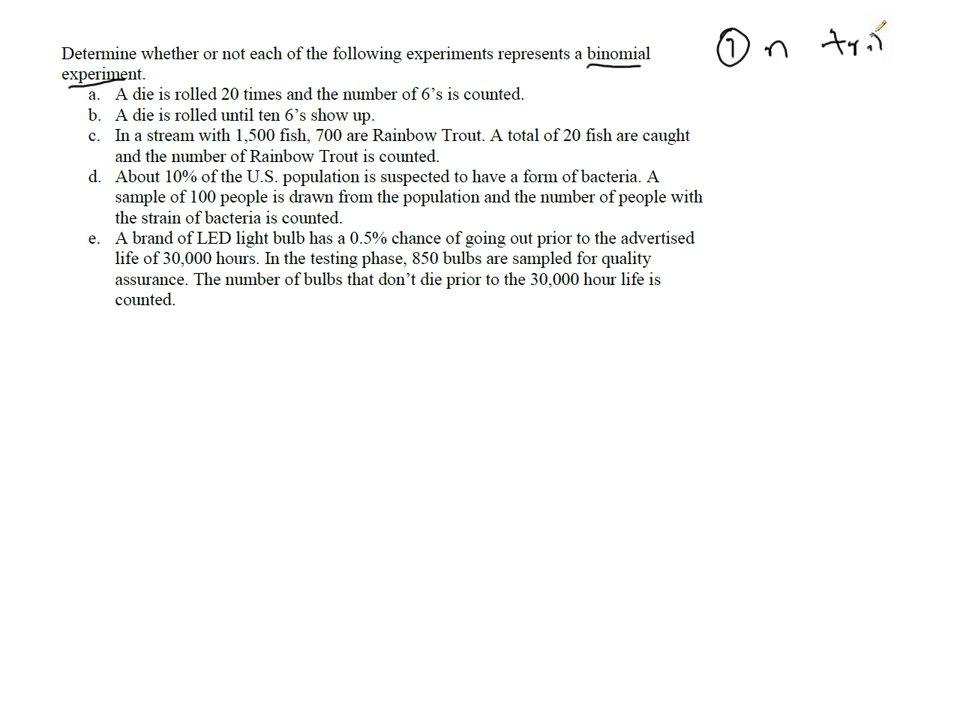 Determine whether or not each of the following experiments represents a binomial
experiment.
a. A die is rolled 20 times and the number of 6’s is counted.
b. A die is rolled until ten 6’s show up.
c. In a stream with 1,500 fish, 700 are Rainbow Trout. A total of 20 fish are caught
and the number of Rainbow Trout is counted.
d. About 10% of the U.S. population is suspected to have a form of bacteria. A
sample of 100 people is drawn from the population and the number of people with
the strain of bacteria is counted.
e. A brand of LED light bulb has a 0.5% chance of going out prior to the advertised
life of 30,000 hours. In the testing phase, 850 bulbs are sampled for quality
assurance. The number of bulbs that don’t die prior to the 30,000 hour life is
counted.
① n tri